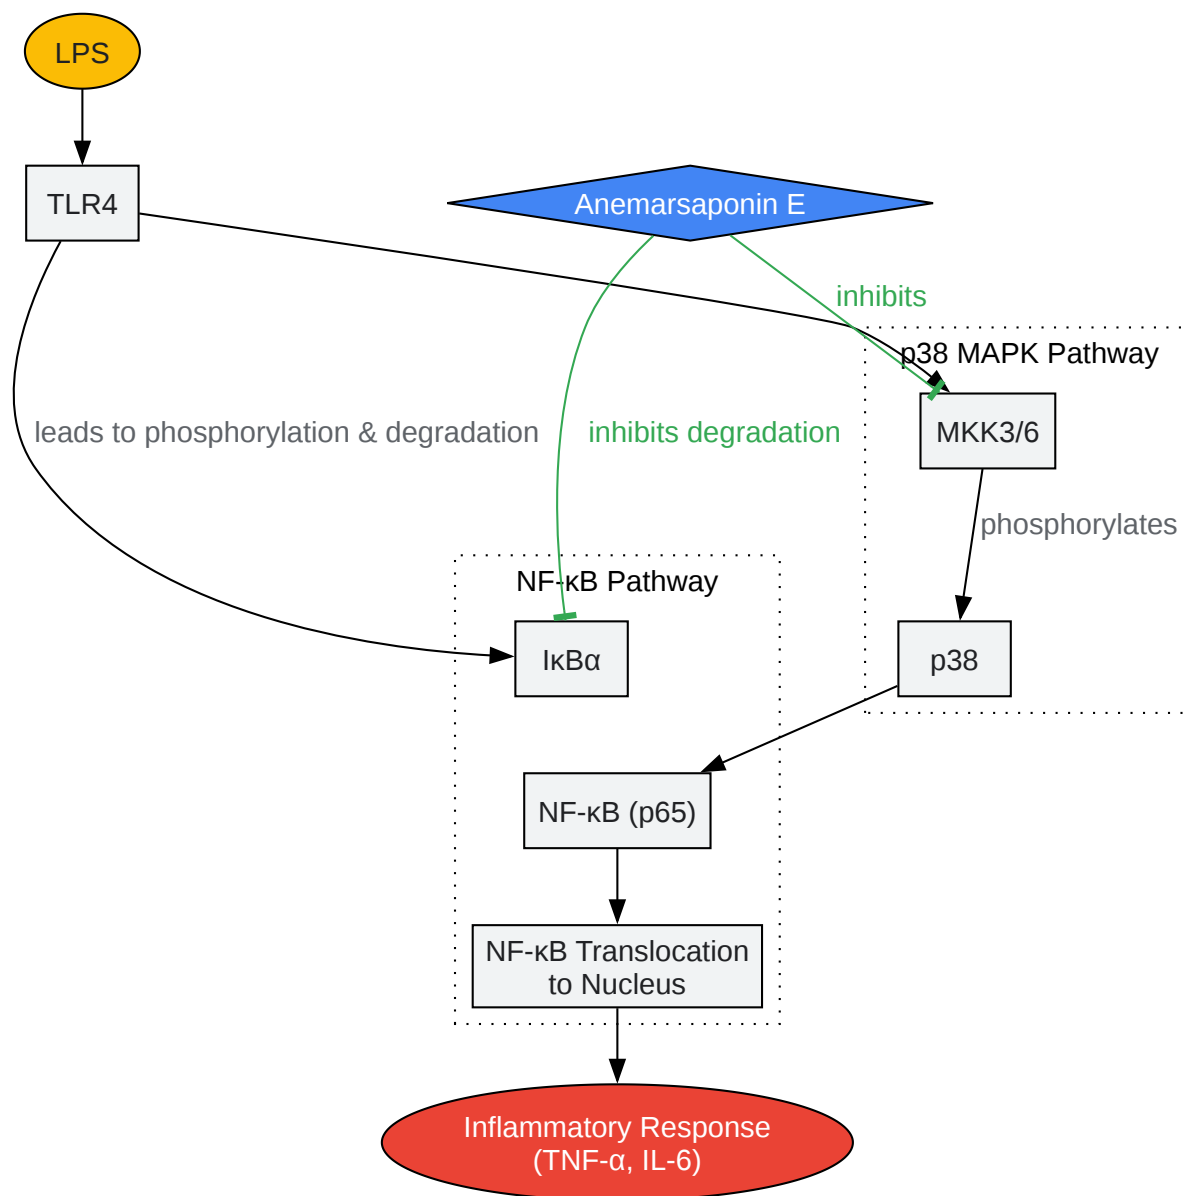 LPS
TLR4
Anemarsaponin E
inhibits
p38 MAPK Pathway
MKK3/6
leads to phosphorylation & degradation
inhibits degradation
phosphorylates
NF-κB Pathway
IκBα
p38
NF-κB (p65)
NF-κB Translocation
to Nucleus
Inflammatory Response
(TNF-α, IL-6)